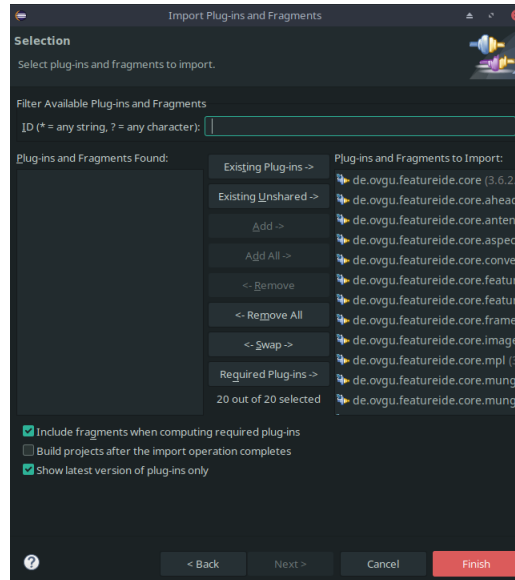 Import Plug-ins and Fragments
Selection
Select plug-ins and fragments to import.
Filter Available Plug-ins and Fragments
ID (* = any string, ? = any character):
Plug-ins and Fragments Found:
Existing Plug-ins ->
Existing Unshared ->
Add ->
Add All ->
<- Remove
<- Remove All
<- Swap ->
Required Plug-ins ->
20 out of 20 selected
Plug-ins and Fragments to Import:
de.ovgu.featureide.core (3.6.2
de.ovgu.featureide.core.ahead
de.ovgu.featureide.core.anten
de.ovgu.featureide.core.aspec
de.ovgu.featureide.core.conve
de.ovgu.featureide.core.featur
de.ovgu.featureide.core.featur
de.ovgu.featureide.core.frame
de.ovgu.featureide.core.image
de.ovgu.featureide.core.mpl (3
de.ovgu.featureide.core.mung
de.ovgu.featureide.core.mung
Include fragments when computing required plug-ins
Build projects after the import operation completes
Show latest version of plug-ins only
?
< Back
Next >
Cancel
Finish